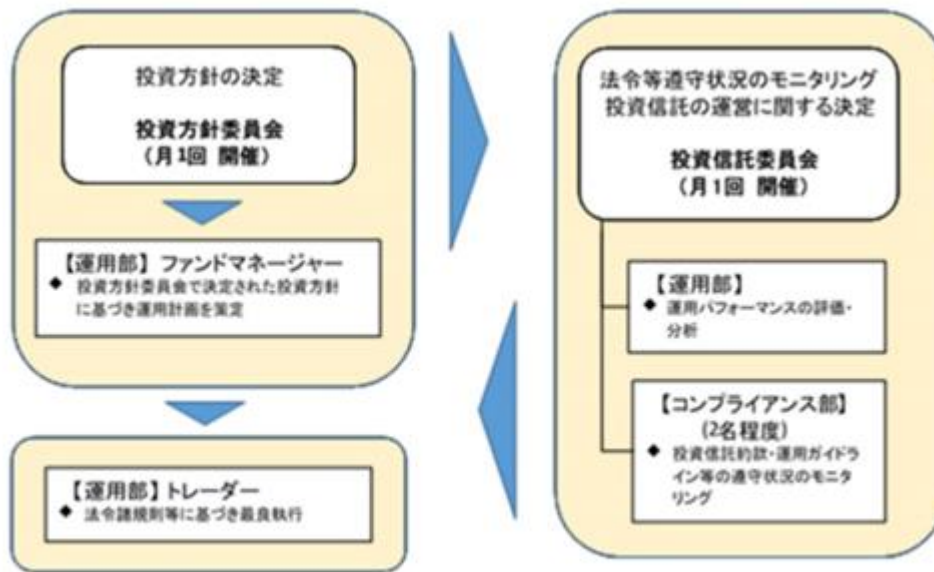 投資方針の決定
投資方針委員会
(月1回 開催)
【運用部】ファンドマネージャー
◆ 投資方針委員会で決定された投資方針
に基づき運用計画を策定
【運用部】トレーダー
◆ 法令諸規則等に基づき最良執行
法令等遵守状況のモニタリング
投資信託の運営に関する決定
投資信託委員会
(月1回 開催)
【運用部】
◆ 運用パフォーマンスの評価・
分析
【コンプライアンス部】
(2名程度)
◆ 投資信託約款・運用ガイドラ
イン等の遵守状況のモニタ
リング